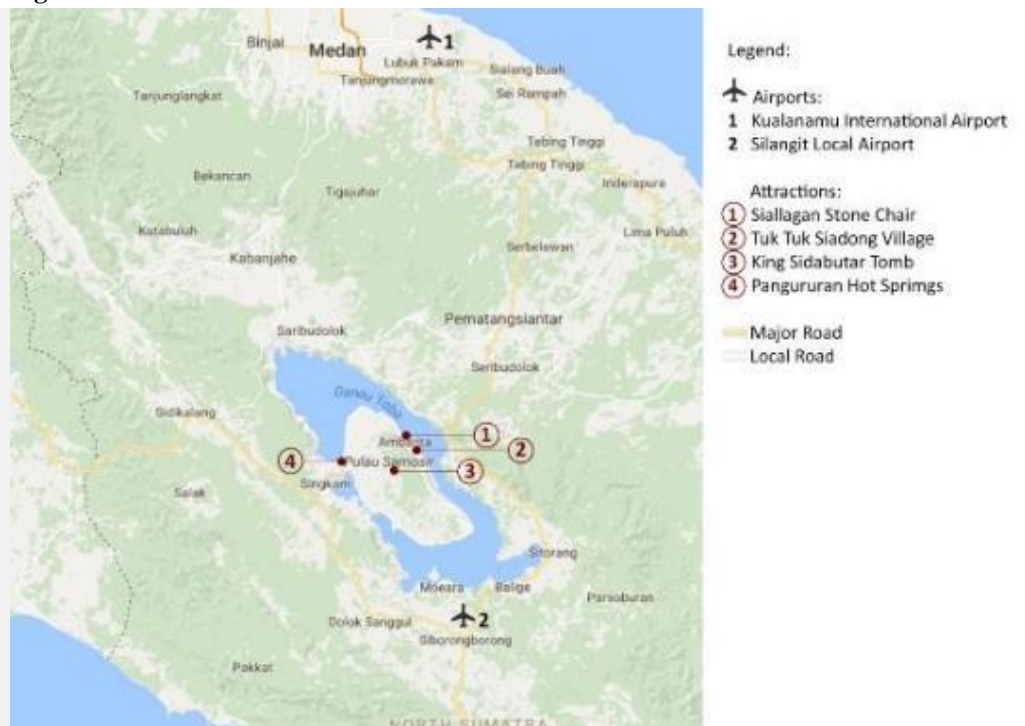 Binjai
Medan
1
Lubuk Pakam
Tanjungmorawa
Sialang Buah
Sei Rampah
Tanjunglangkat
Tebing Tinggi
Tebing Tinggi
Bekancan
Tigajuhar
Inderapura
Kutabuluh
Lima Puluh
Serbelawan
Kabanjahe
Pematangsiantar
Saribudolok
Seribudolok
Danau Toba
Sidikalang
Ambarita
1
2
4
Pulau Samosir
3
Singkam
Salak
Sitorang
Moeara
Balige
Parsoburan
2
Dolok Sanggul
Siborongborong
Pakkat
NORTH SUMATRA
Legend:
Airports:
1 Kualanamu International Airport
2 Silangit Local Airport
Attractions:
1 Siallagan Stone Chair
2 Tuk Tuk Siadong Village
3 King Sidabutar Tomb
4 Pangururan Hot Sprimgs
Major Road
Local Road